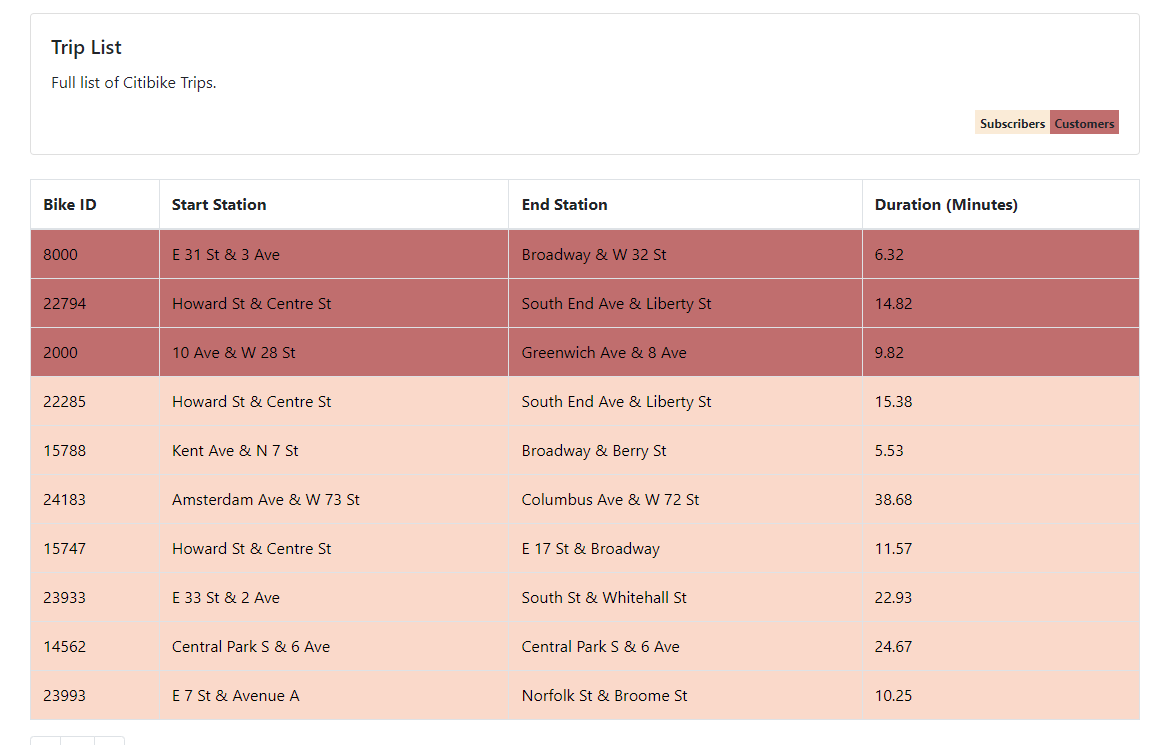 Trip List
Full list of Citibike Trips.
Subscribers Customers
Bike ID Start Station End Station Duration (Minutes)
8000 E 31 St & 3 Ave Broadway & W 32 St 6.32
22794 Howard St & Centre St South End Ave & Liberty St 14.82
2000 10 Ave & W 28 St Greenwich Ave & 8 Ave 9.82
22285 Howard St & Centre St South End Ave & Liberty St 15.38
15788 Kent Ave & N 7 St Broadway & Berry St 5.53
24183 Amsterdam Ave & W 73 St Columbus Ave & W 72 St 38.68
15747 Howard St & Centre St E 17 St & Broadway 11.57
23933 E 33 St & 2 Ave South St & Whitehall St 22.93
14562 Central Park S & 6 Ave Central Park S & 6 Ave 24.67
23993 E 7 St & Avenue A Norfolk St & Broome St 10.25